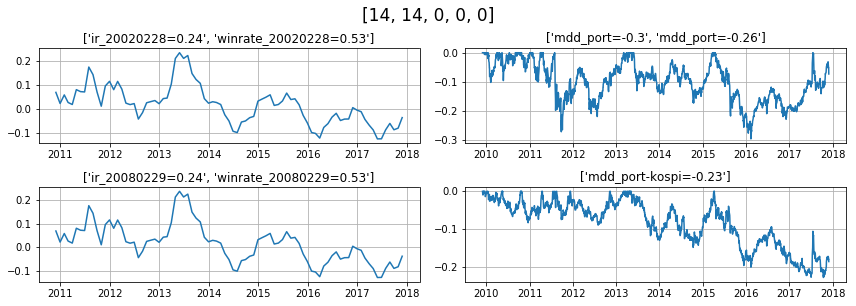 [14, 14, 0, 0, 0]
['ir_20020228=0.24', 'winrate_20020228=0.53']
0.2
0.1
0.0
−0.1
2011 2012 2013 2014 2015 2016 2017 2018
['mdd_port=-0.3', 'mdd_port=-0.26']
0.0
−0.1
−0.2
−0.3
2010 2011 2012 2013 2014 2015 2016 2017 2018
['ir_20080229=0.24', 'winrate_20080229=0.53']
0.2
0.1
0.0
−0.1
2011 2012 2013 2014 2015 2016 2017 2018
['mdd_port-kospi=-0.23']
0.0
−0.1
−0.2
2010 2011 2012 2013 2014 2015 2016 2017 2018